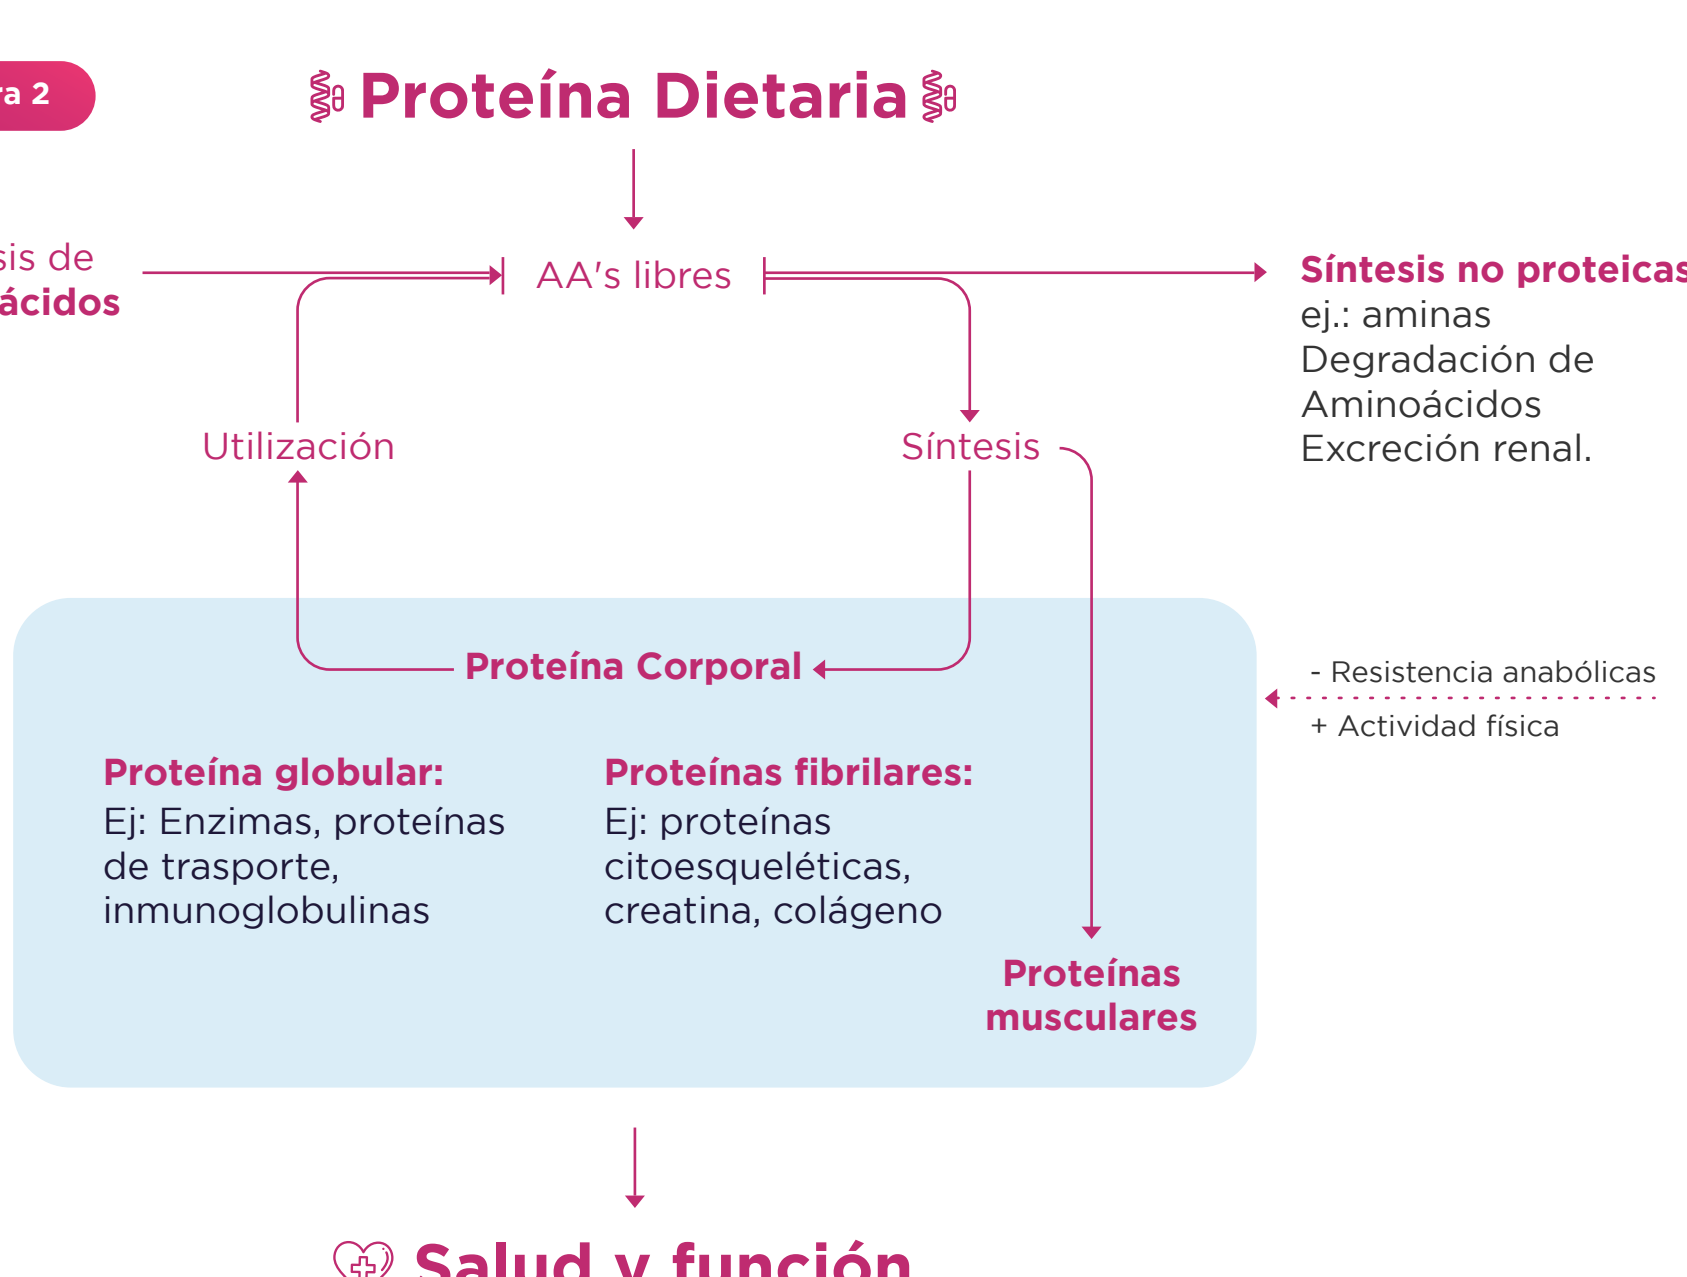 ra 2
Proteína Dietaria
sis de
ácidos
AA's libres
Síntesis no proteicas
ej.: aminas
Degradación de
Aminoácidos
Excreción renal.
Utilización
Síntesis
Proteína Corporal
- Resistencia anabólicas
+ Actividad física
Proteína globular:
Ej: Enzimas, proteínas
de trasporte,
inmunoglobulinas
Proteínas fibrilares:
Ej: proteínas
citoesqueléticas,
creatina, colágeno
Proteínas
musculares
Salud y función